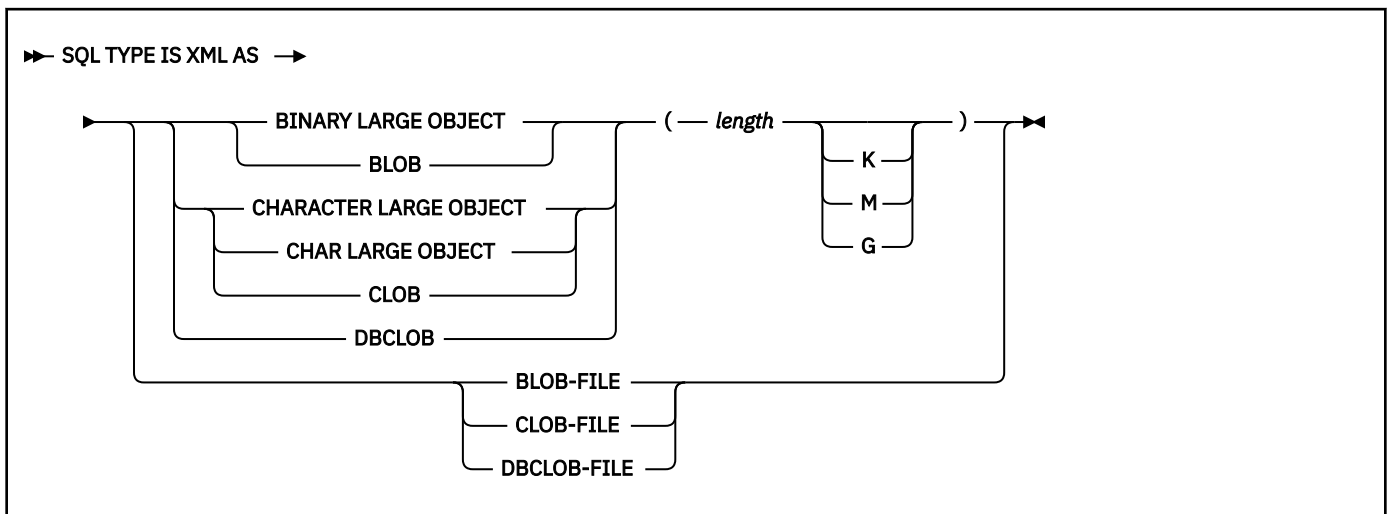 SQL TYPE IS XML AS
BINARY LARGE OBJECT ( length )
BLOB K
CHARACTER LARGE OBJECT M
CHAR LARGE OBJECT G
CLOB
DBCLOB
BLOB-FILE
CLOB-FILE
DBCLOB-FILE